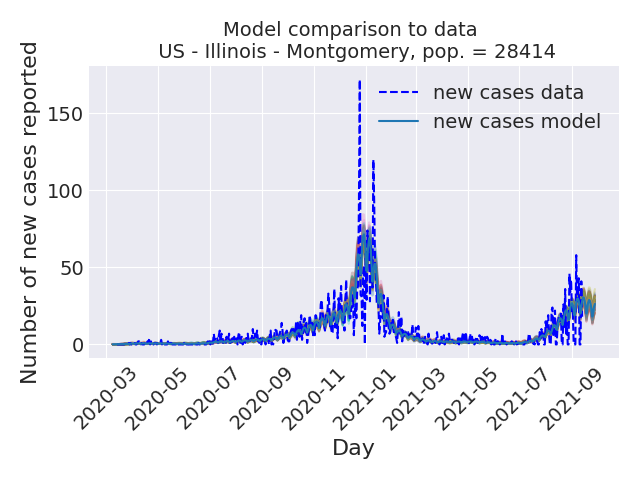 Model comparison to data
US - Illinois - Montgomery, pop. = 28414
Number of new cases reported
150
100
50
0
new cases data
new cases model
2020-03
2020-05
2020-07
2020-09
2020-11
2021-01
2021-03
2021-05
2021-07
2021-09
Day